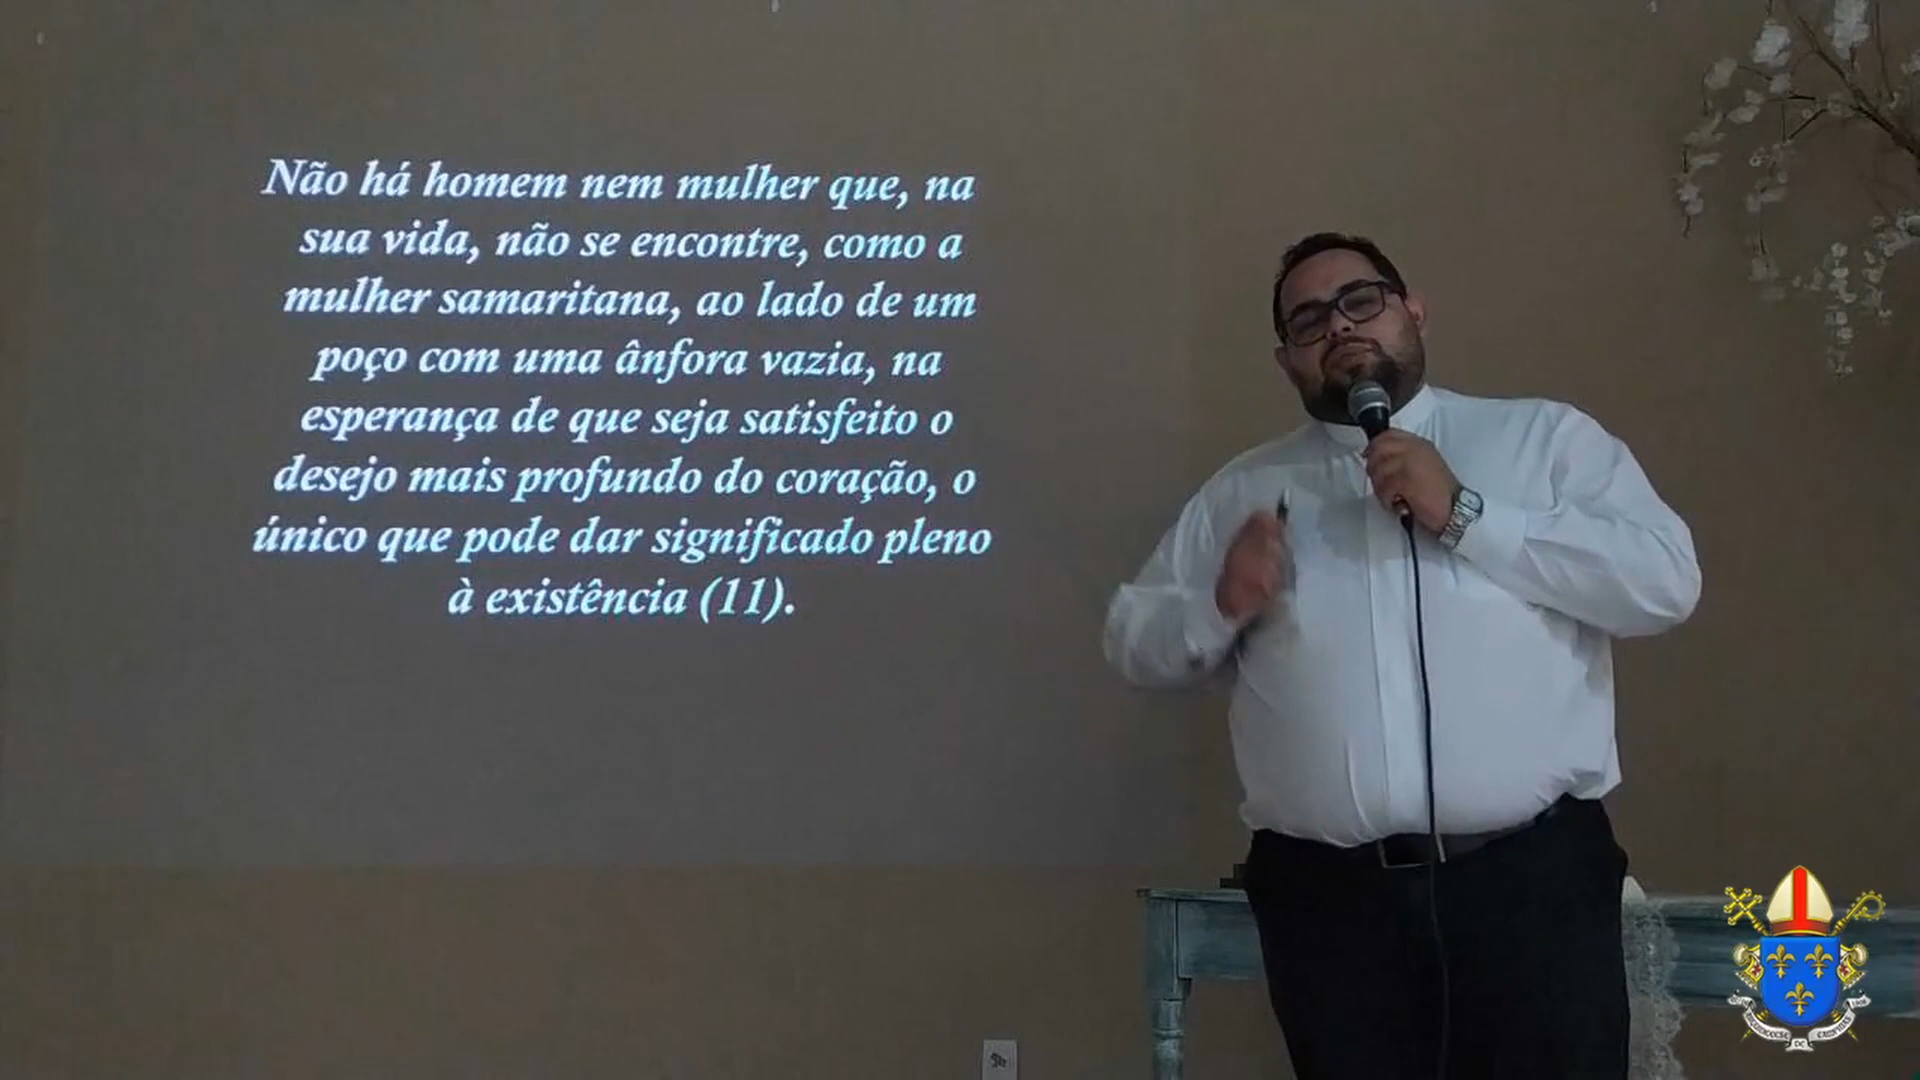 Não há homem nem mulher que, na
sua vida, não se encontre, como a
mulher samaritana, ao lado de um
poço com uma ânfora vazia, na
esperança de que seja satisfeito o
desejo mais profundo do coração, o
único que pode dar significado pleno
à existência (11).